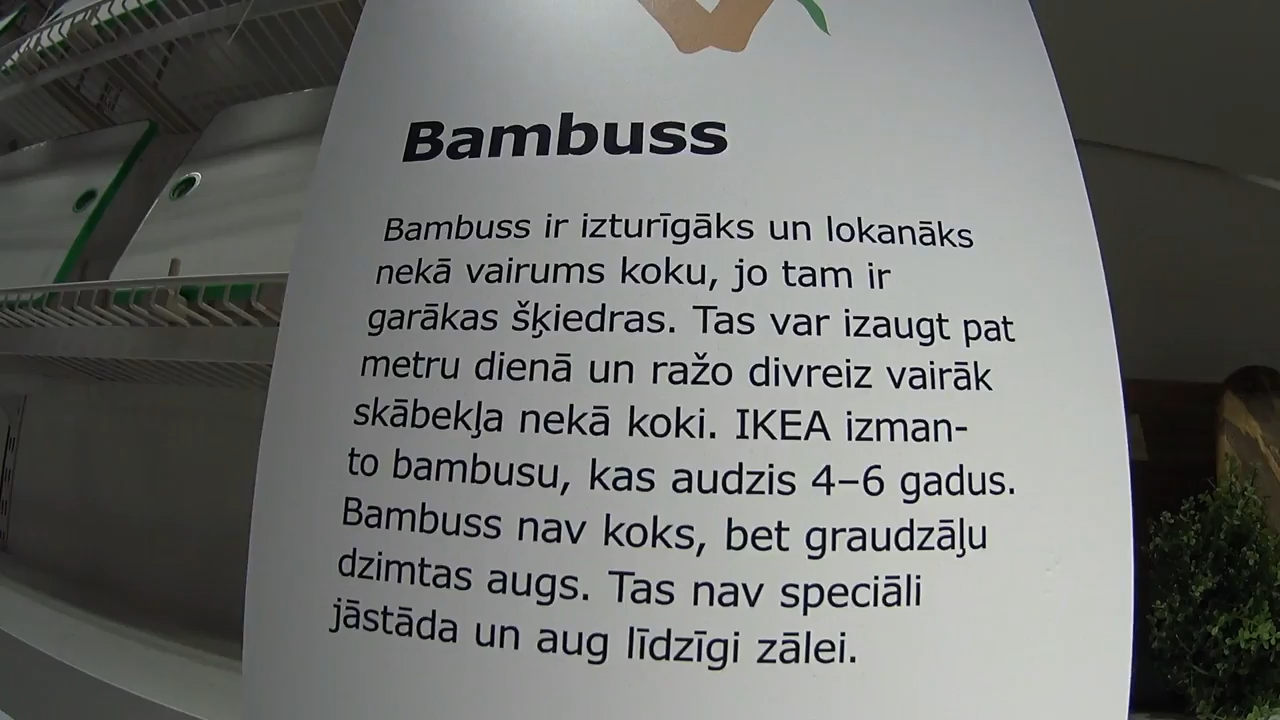 Bambuss
Bambuss ir izturīgāks un lokanāks
nekā vairums koku, jo tam ir
garākas šķiedras. Tas var izaugt pat
metru dienā un ražo divreiz vairāk
skābekļa nekā koki. IKEA izman-
to bambusu, kas audzis 4–6 gadus.
Bambuss nav koks, bet graudzāļu
dzimtas augs. Tas nav speciāli
jāstāda un aug līdzīgi zālei.